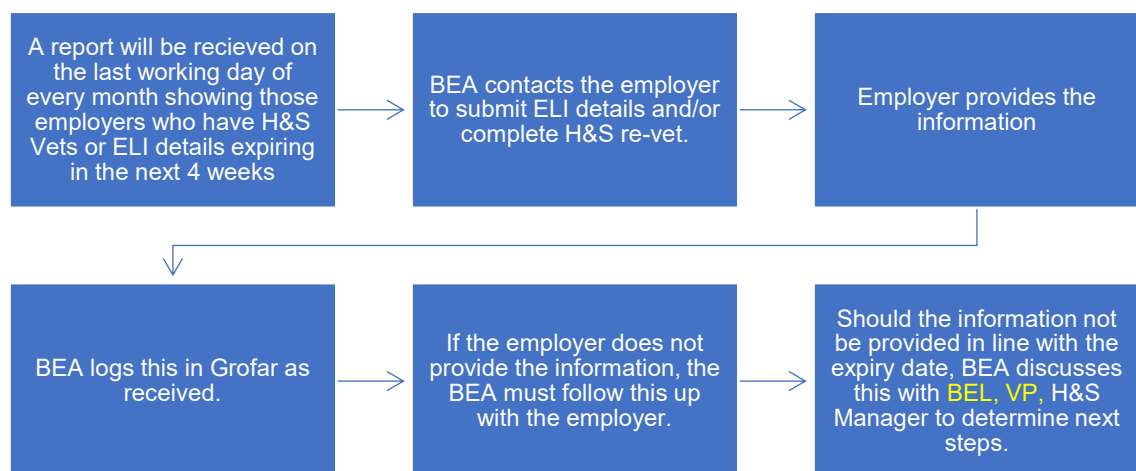 A report will be recieved on
the last working day of
every month showing those
employers who have H&S
Vets or ELI details expiring
in the next 4 weeks
BEA contacts the employer
to submit ELI details and/or
complete H&S re-vet.
Employer provides the
information
BEA logs this in Grofar as
received.
If the employer does not
provide the information, the
BEA must follow this up
with the employer.
Should the information not
be provided in line with the
expiry date, BEA discusses
this with BEL, VP, H&S
Manager to determine next
steps.